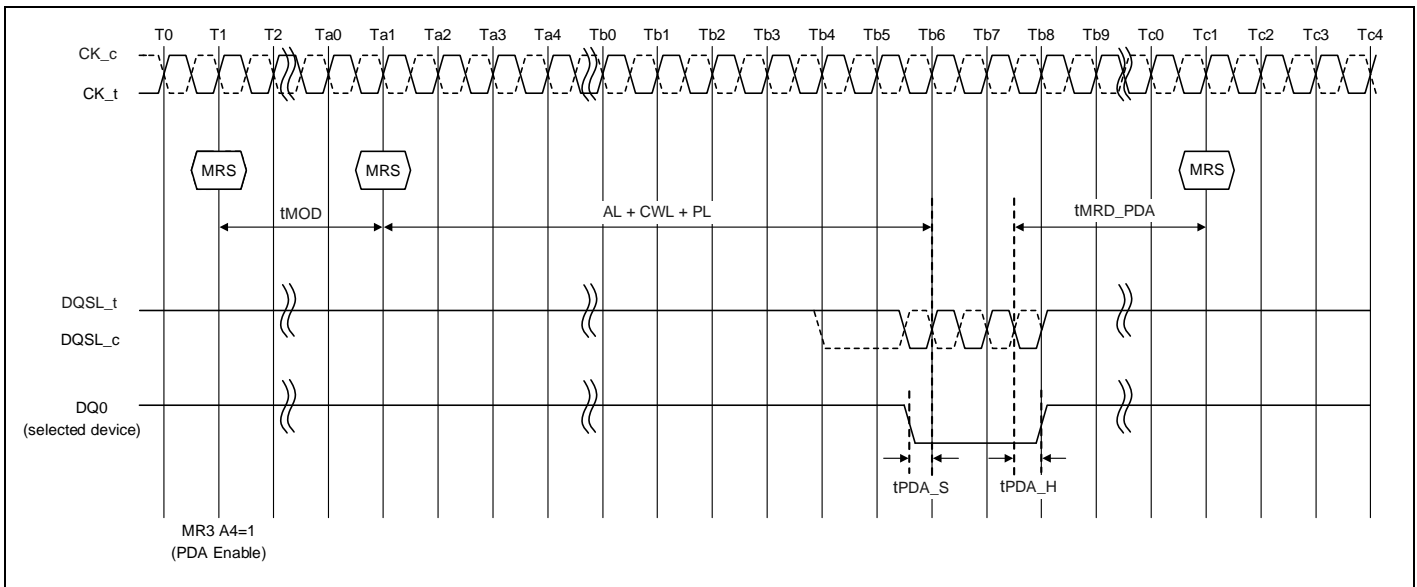 T0 T1 T2 Ta0 Ta1 Ta2 Ta3 Ta4 Tb0 Tb1 Tb2 Tb3 Tb4 Tb5 Tb6 Tb7 Tb8 Tb9 Tc0 Tc1 Tc2 Tc3 Tc4
CK_c
CK_t
MRS MRS MRS
tMOD AL + CWL + PL tMRD_PDA
DQSL_t
DQSL_c
DQ0
(selected device)
tPDA_S tPDA_H
MR3 A4=1
(PDA Enable)